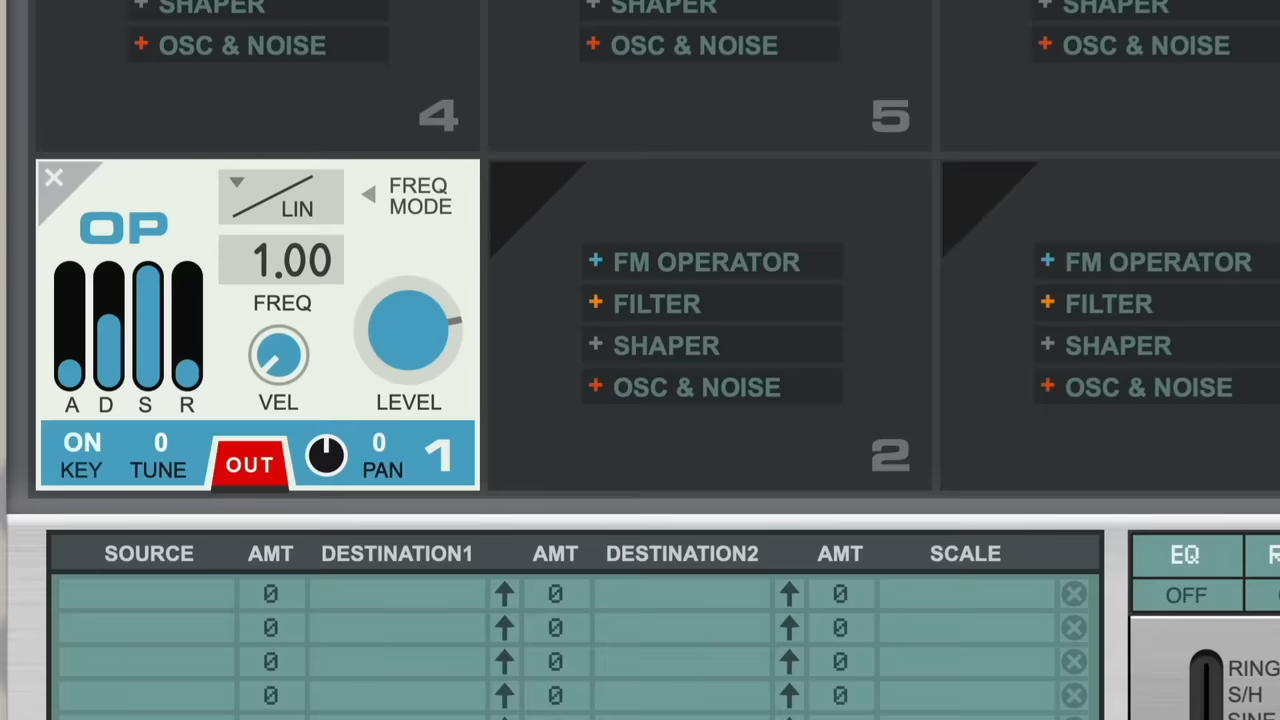 SHAPER
SHAPER
SHAPER
+ OSC & NOISE
+ OSC & NOISE
+ OSC & NOISE
4
5
OP
LIN
FREQ
MODE
1.00
FREQ
A D S R
VEL
LEVEL
ON
KEY
0
TUNE
OUT
0
PAN
1
+ FM OPERATOR
+ FILTER
+ SHAPER
+ OSC & NOISE
2
+ FM OPERATOR
+ FILTER
+ SHAPER
+ OSC & NOISE
SOURCE AMT DESTINATION1 AMT DESTINATION2 AMT SCALE
0 0 0
0 0 0
0 0 0
0 0 0
EQ
OFF
RING
S/H